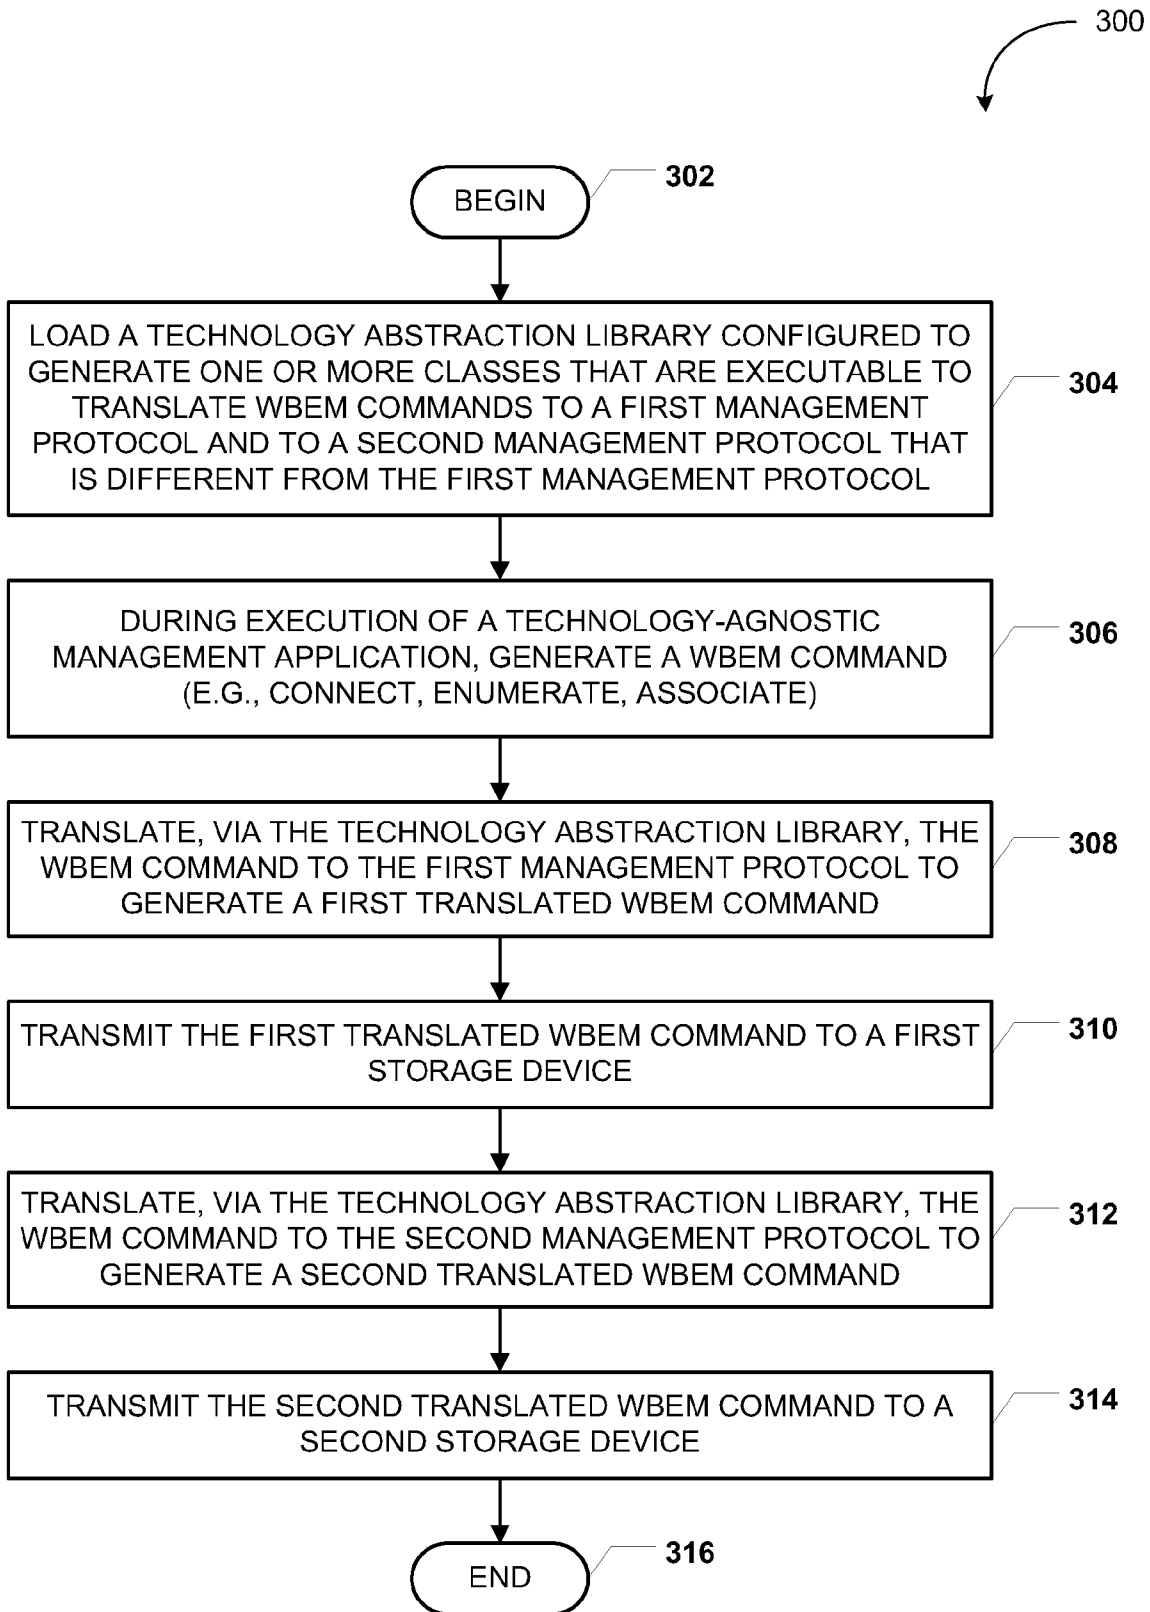 300
BEGIN
302
LOAD A TECHNOLOGY ABSTRACTION LIBRARY CONFIGURED TO
GENERATE ONE OR MORE CLASSES THAT ARE EXECUTABLE TO
TRANSLATE WBEM COMMANDS TO A FIRST MANAGEMENT
PROTOCOL AND TO A SECOND MANAGEMENT PROTOCOL THAT
IS DIFFERENT FROM THE FIRST MANAGEMENT PROTOCOL
304
DURING EXECUTION OF A TECHNOLOGY-AGNOSTIC
MANAGEMENT APPLICATION, GENERATE A WBEM COMMAND
(E.G., CONNECT, ENUMERATE, ASSOCIATE)
306
TRANSLATE, VIA THE TECHNOLOGY ABSTRACTION LIBRARY, THE
WBEM COMMAND TO THE FIRST MANAGEMENT PROTOCOL TO
GENERATE A FIRST TRANSLATED WBEM COMMAND
308
TRANSMIT THE FIRST TRANSLATED WBEM COMMAND TO A FIRST
STORAGE DEVICE
310
TRANSLATE, VIA THE TECHNOLOGY ABSTRACTION LIBRARY, THE
WBEM COMMAND TO THE SECOND MANAGEMENT PROTOCOL TO
GENERATE A SECOND TRANSLATED WBEM COMMAND
312
TRANSMIT THE SECOND TRANSLATED WBEM COMMAND TO A
SECOND STORAGE DEVICE
314
END
316